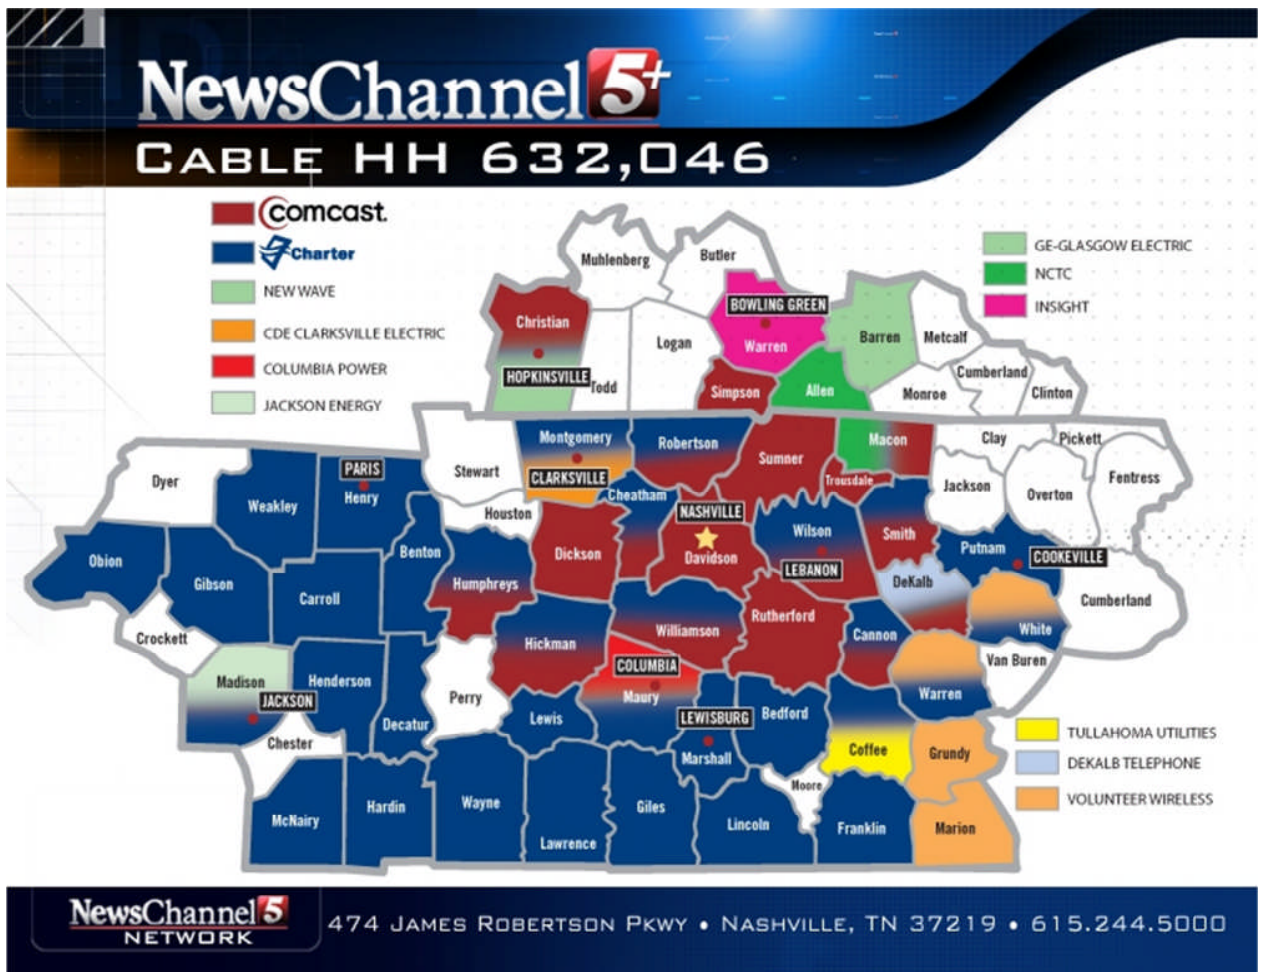 NewsChannel 5+
CABLE HH 632,046
comcast.
Charter
NEW WAVE
CDE CLARKSVILLE ELECTRIC
COLUMBIA POWER
JACKSON ENERGY
GE-GLASGOW ELECTRIC
NCTC
INSIGHT
Muhlenberg
Butler
Christian
HOPKINSVILLE
Todd
Logan
BOWLING GREEN
Warren
Simpson
Allen
Barren
Metcalf
Cumberland
Monroe
Clinton
Dyer
Weakley
PARIS
Henry
Stewart
Montgomery
CLARKSVILLE
Robertson
Sumner
Macon
Trousdale
Clay
Pickett
Jackson
Overton
Fentress
Houston
Cheatham
NASHVILLE
Davidson
Dickson
Obion
Gibson
Carroll
Benton
Humphreys
Wilson
LEBANON
Smith
Putnam
COOKEVILLE
DeKalb
Cumberland
White
Crockett
Hickman
Williamson
Rutherford
Cannon
Van Buren
Madison
JACKSON
Henderson
Decatur
Perry
Lewis
COLUMBIA
Maury
LEWISBURG
Marshall
Bedford
Warren
Coffee
Grundy
Chester
Moore
McNairy
Hardin
Wayne
Lawrence
Giles
Lincoln
Franklin
Marion
TULLAHOMA UTILITIES
DEKALB TELEPHONE
VOLUNTEER WIRELESS
NewsChannel 5
NETWORK
474 JAMES ROBERTSON PKWY • NASHVILLE, TN 37219 • 615.244.5000